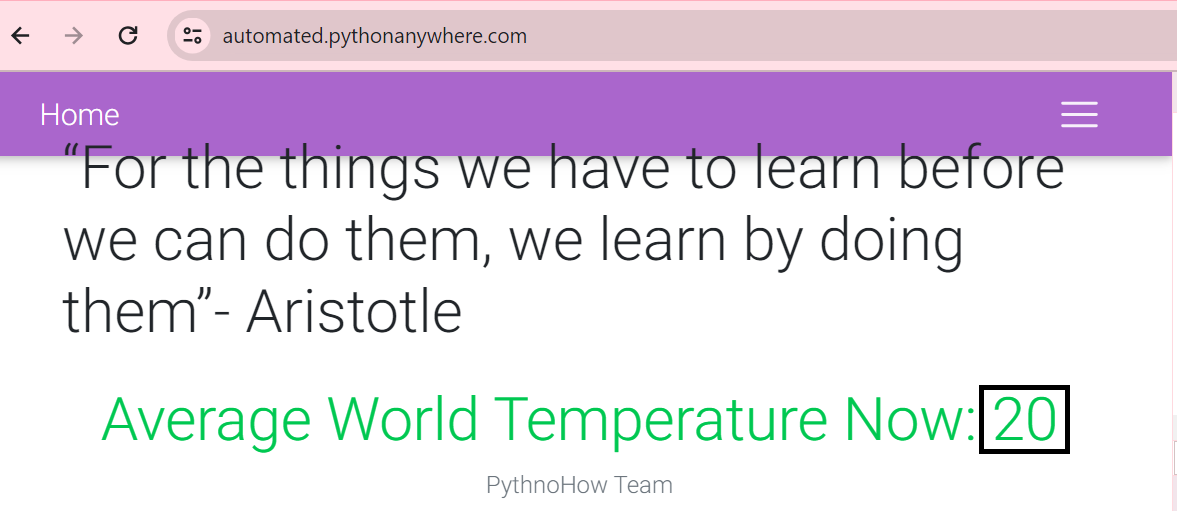 automated.pythonanywhere.com
Home
“For the things we have to learn before
we can do them, we learn by doing
them”- Aristotle
Average World Temperature Now: 20
PythnoHow Team